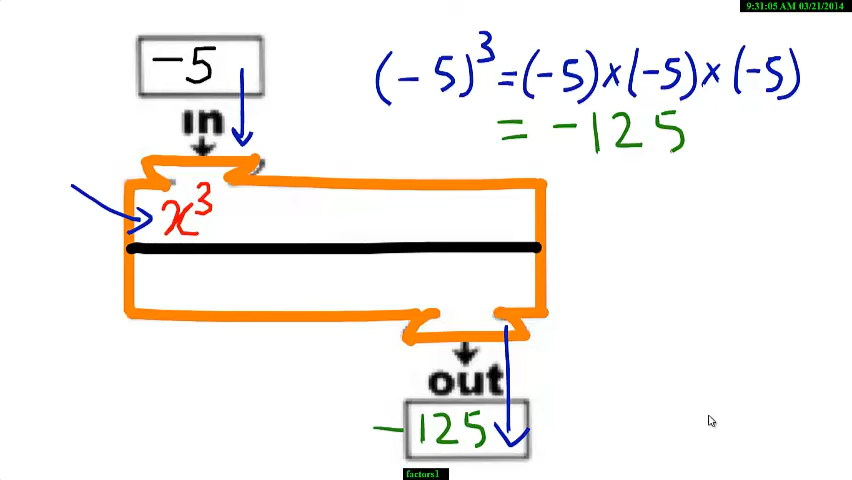 9:31:05 AM 03/21/2014
-5
(-5)³=(-5)×(-5)×(-5)
= -125
in
x³
out
-125
factors1